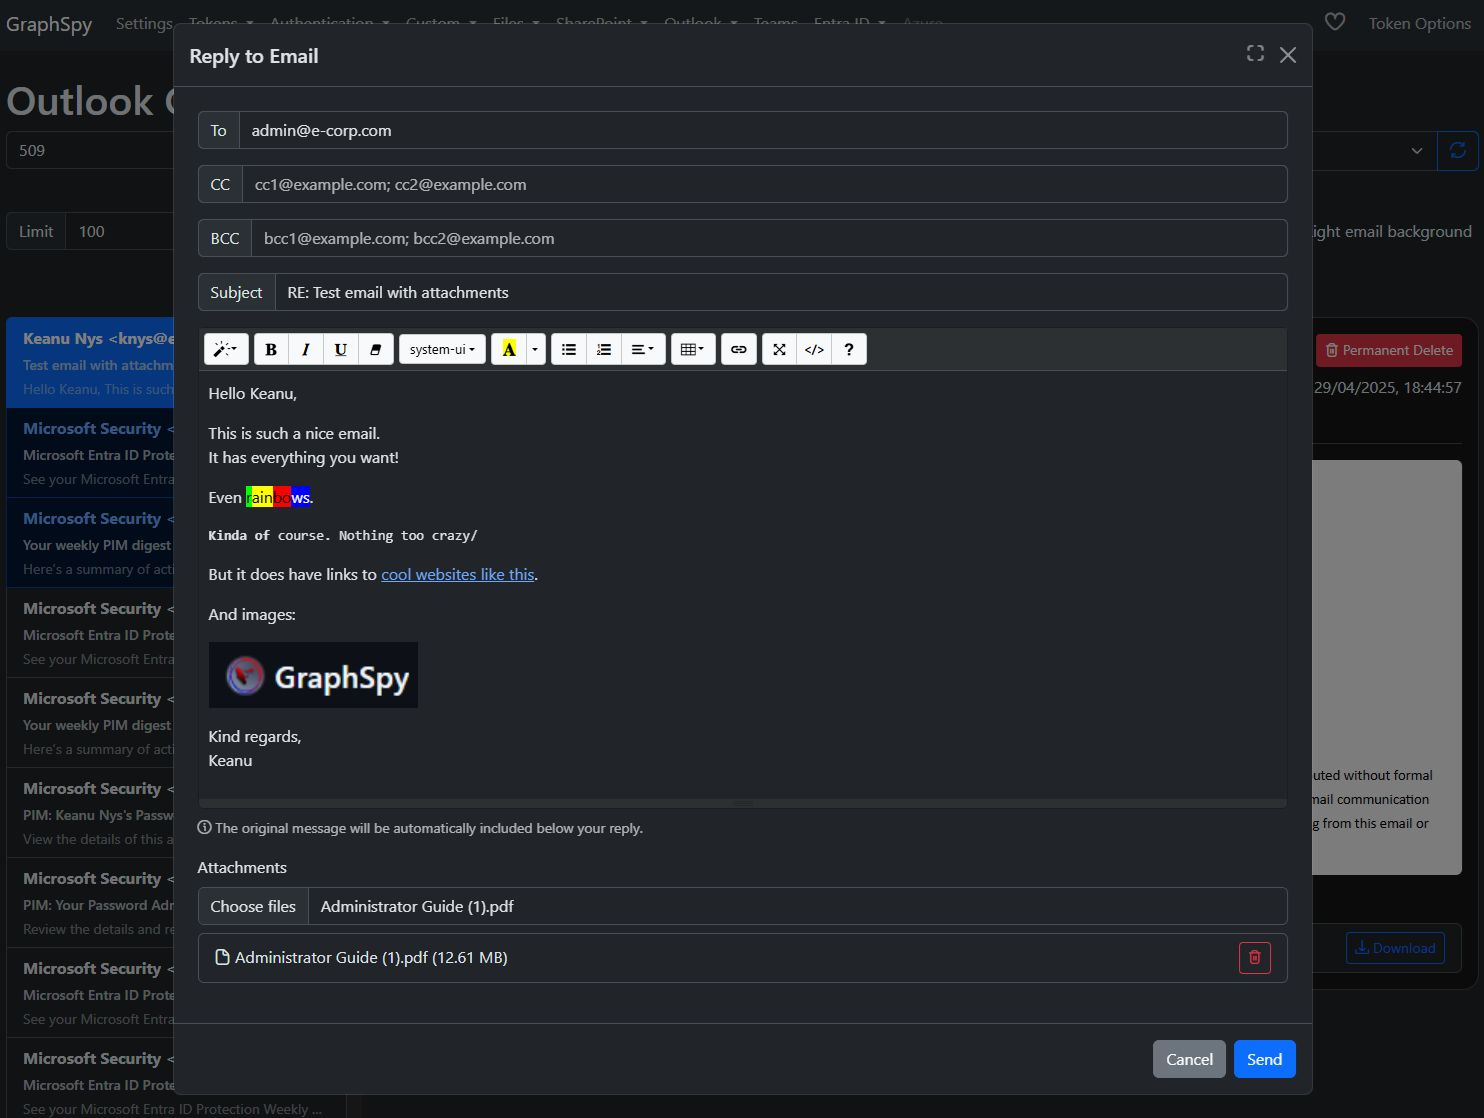 GraphSpy Settings Tokens Authentication Custom Files SharePoint Outlook Teams Entra ID Azure Token Options
Reply to Email
Outlook
509
Limit 100
ight email background
To admin@e-corp.com
CC cc1@example.com; cc2@example.com
BCC bcc1@example.com; bcc2@example.com
Subject RE: Test email with attachments
B I U system-ui A </> ?
Hello Keanu,
This is such a nice email.
It has everything you want!
Even rainbows.
Kinda of course. Nothing too crazy/
But it does have links to cool websites like this.
And images:
GraphSpy
Kind regards,
Keanu
The original message will be automatically included below your reply.
Attachments
Choose files Administrator Guide (1).pdf
Administrator Guide (1).pdf (12.61 MB)
Cancel Send
Keanu Nys <knys@e
Test email with attachm
Hello Keanu, This is such
Microsoft Security <
Microsoft Entra ID Prote
See your Microsoft Entra
Microsoft Security <
Your weekly PIM digest
Here's a summary of acti
Microsoft Security <
Microsoft Entra ID Prote
See your Microsoft Entra
Microsoft Security <
Your weekly PIM digest
Here's a summary of acti
Microsoft Security <
PIM: Keanu Nys's Passw
View the details of this a
Microsoft Security <
PIM: Your Password Adr
Review the details and re
Microsoft Security <
Microsoft Entra ID Prote
See your Microsoft Entra
Microsoft Security <
Microsoft Entra ID Prote
See your Microsoft Entra ID Protection Weekly ...
Permanent Delete
29/04/2025, 18:44:57
uted without formal
mail communication
g from this email or
Download